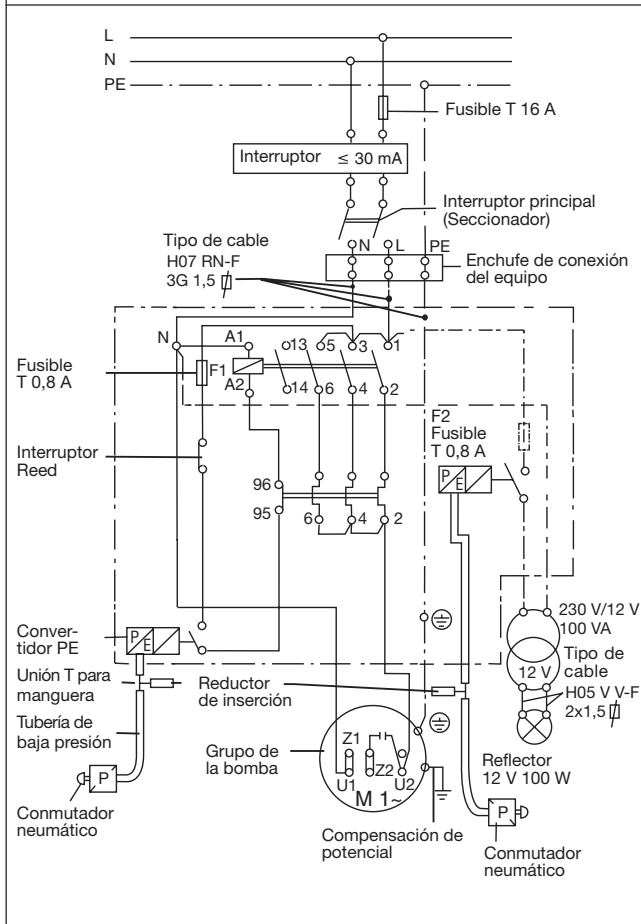 L
N
PE
Fusible T 16 A
Interruptor ≤ 30 mA
Interruptor principal
(Seccionador)
Tipo de cable
H07 RN-F
3G 1,5
N L PE
Enchufe de conexión
del equipo
N
A1
13 5 3 1
Fusible
T 0,8 A
F1
A2
14 6 4 2
F2
Fusible
T 0,8 A
Interruptor
Reed
96
95
6 4 2
P
E
Conver-
tidor PE
P
E
230 V/12 V
100 VA
12 V
Tipo de
cable
H05 V V-F
2x1,5
Unión T para
manguera
Reductor
de inserción
Tubería de
baja presión
Grupo de
la bomba
Z1
Z2
U1 U2
M 1~
Reflector
12 V 100 W
P
Conmutador
neumático
Compensación de
potencial
P
Conmutador
neumático